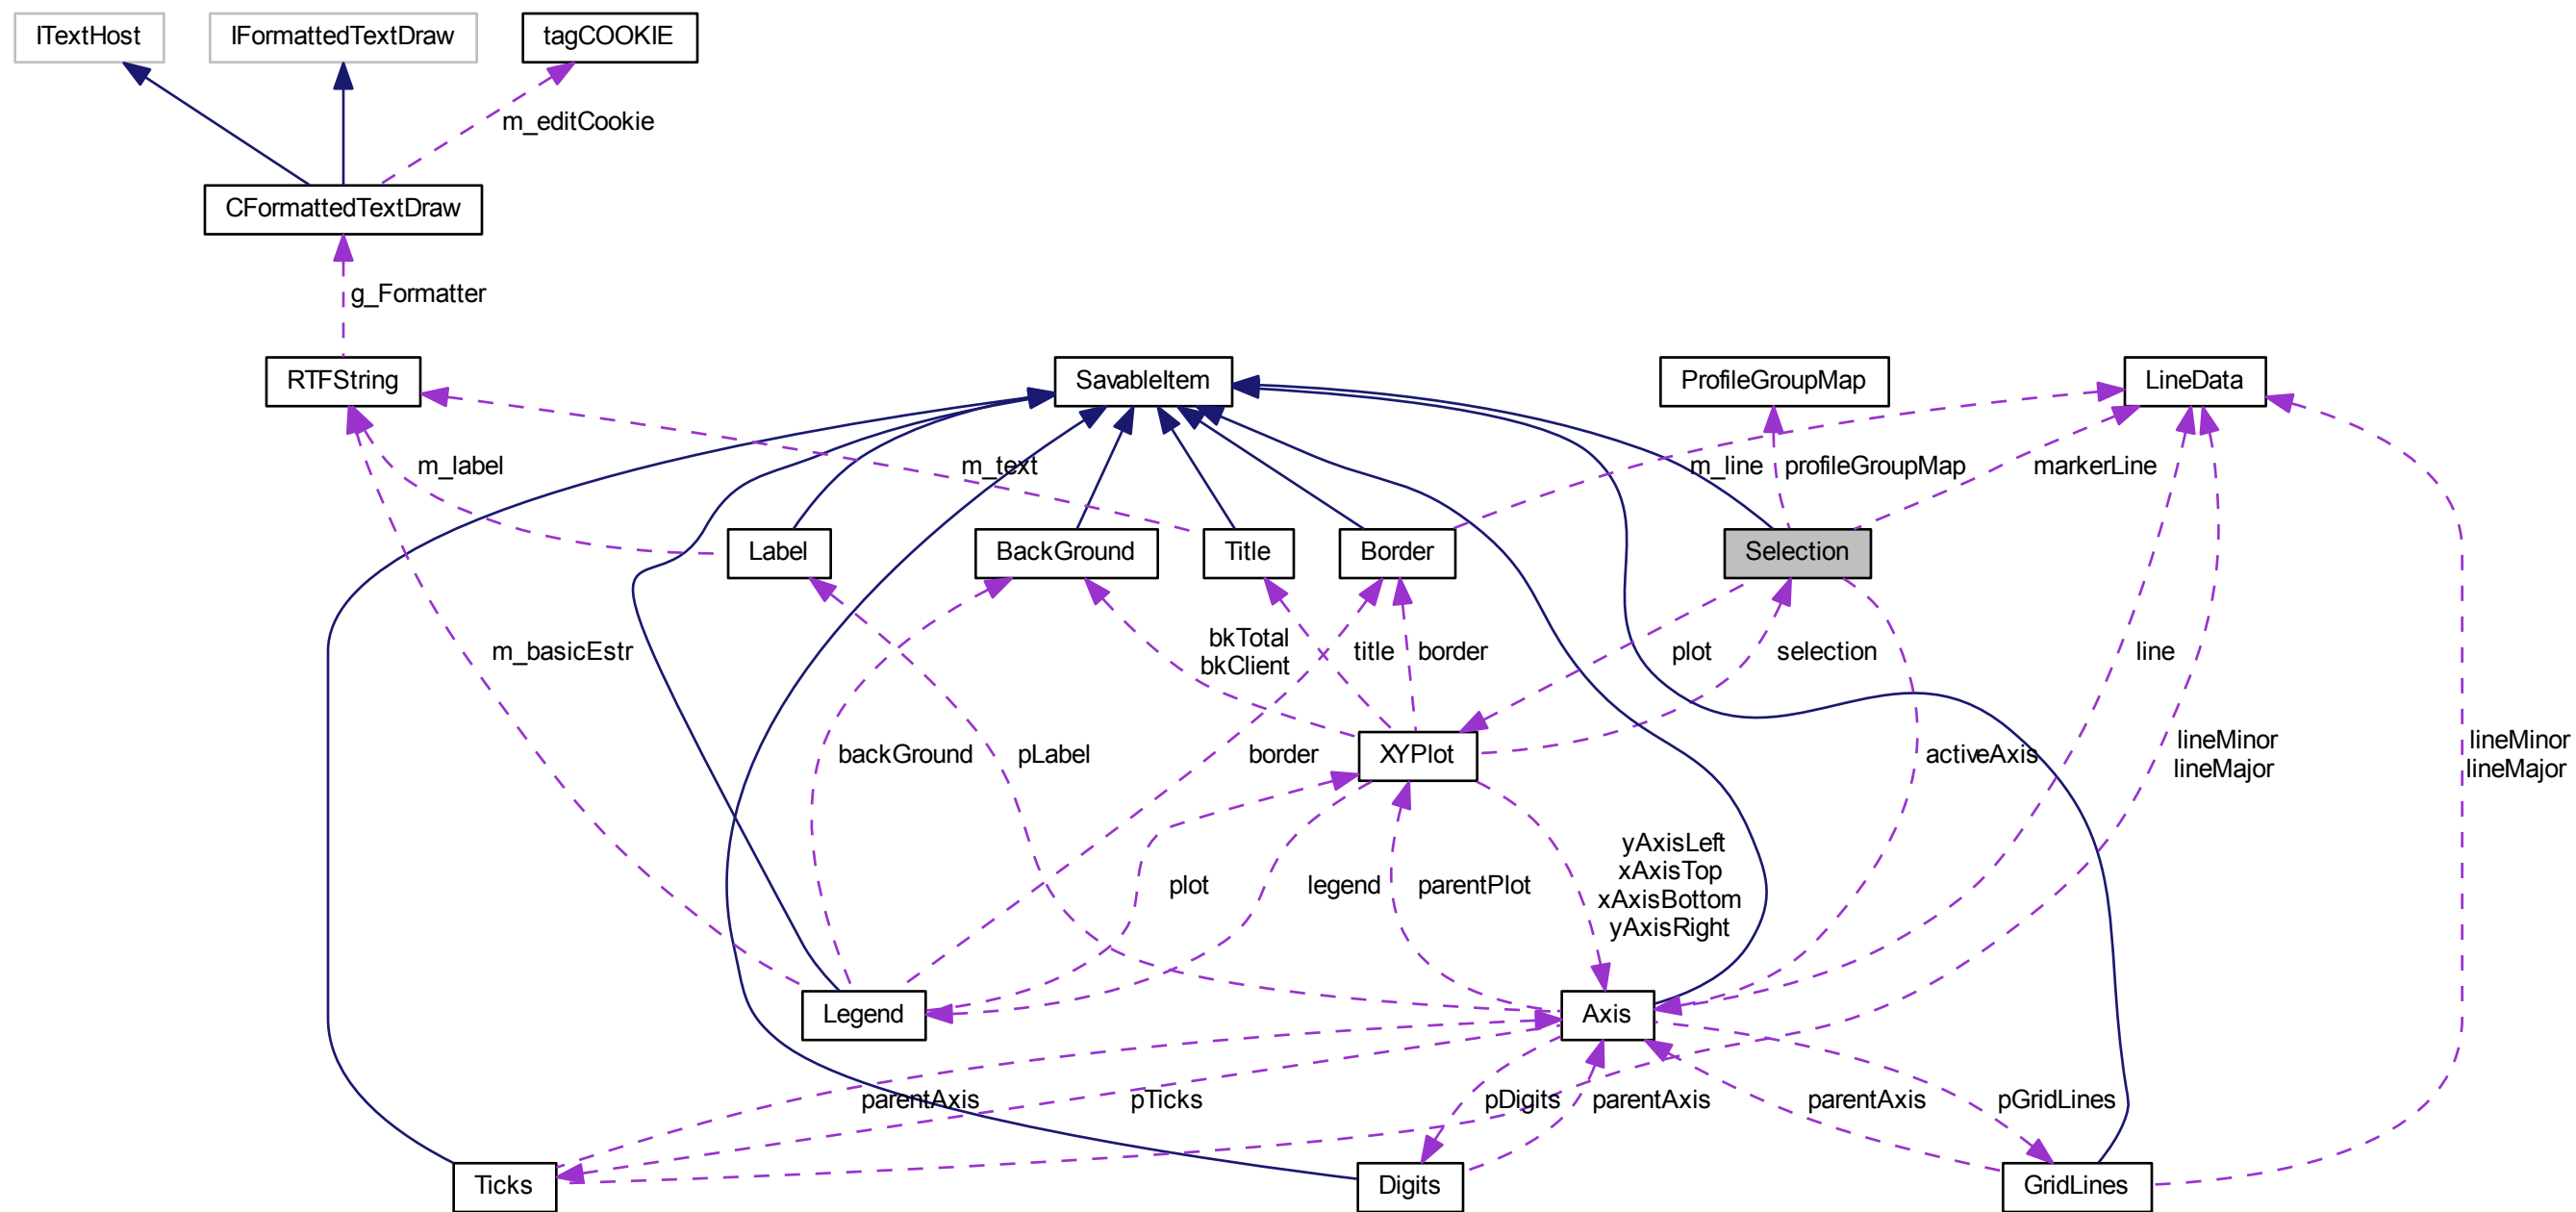 ITextHost
IFormattedTextDraw
tagCOOKIE
m_editCookie
CFormattedTextDraw
g_Formatter
RTFString
SavableItem
ProfileGroupMap
LineData
m_label
m_text
m_line
profileGroupMap
markerLine
Label
BackGround
Title
Border
Selection
m_basicEstr
bkTotal
bkClient
title
border
plot
selection
line
backGround
pLabel
border
XYPlot
activeAxis
lineMinor
lineMajor
lineMinor
lineMajor
plot
legend
parentPlot
yAxisLeft
xAxisTop
xAxisBottom
yAxisRight
Legend
Axis
parentAxis
pTicks
pDigits
parentAxis
parentAxis
pGridLines
Ticks
Digits
GridLines